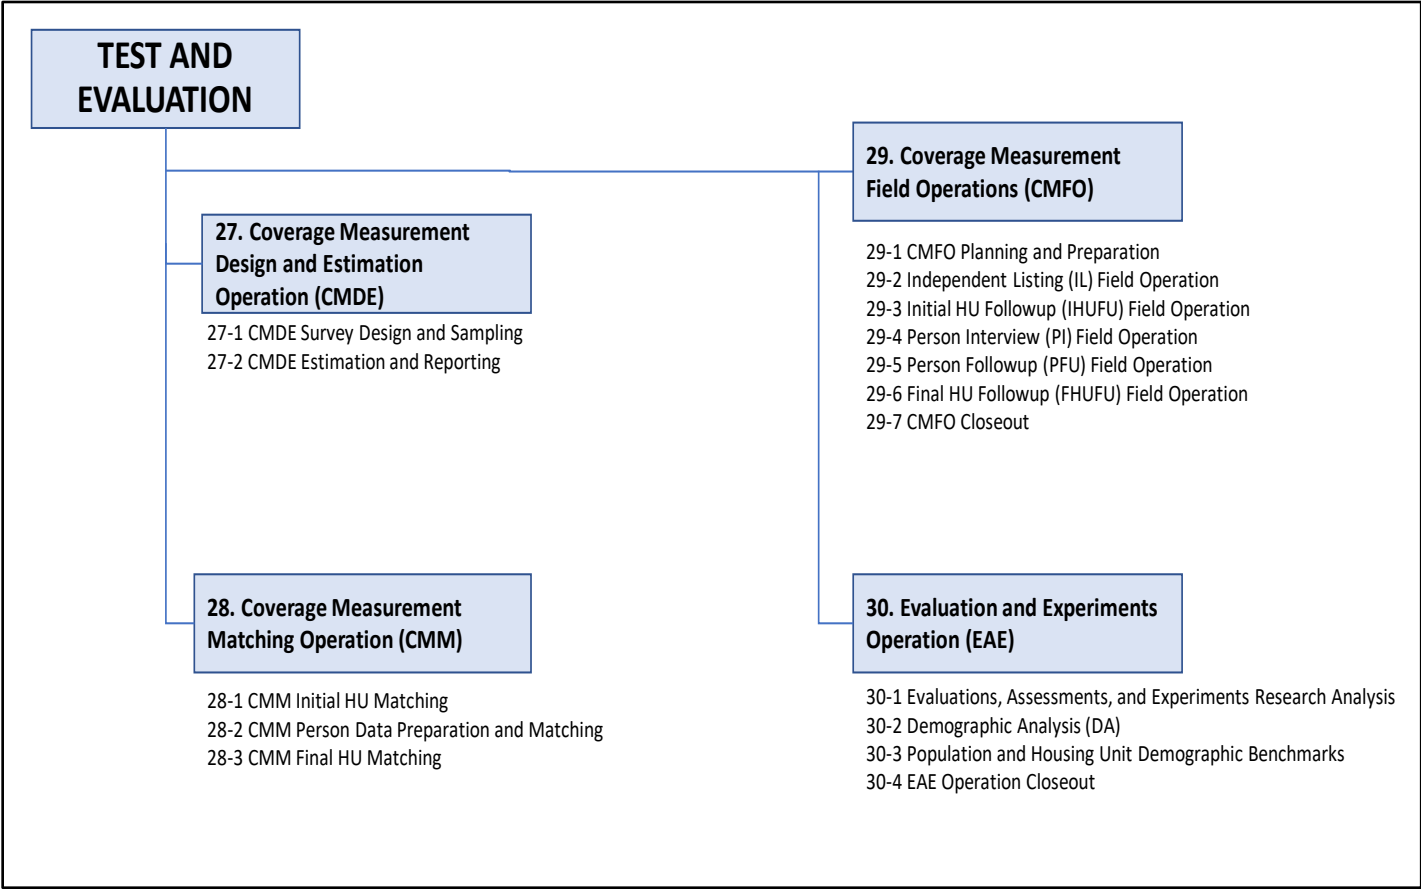 TEST AND
EVALUATION
27. Coverage Measurement
Design and Estimation
Operation (CMDE)
27-1 CMDE Survey Design and Sampling
27-2 CMDE Estimation and Reporting
28. Coverage Measurement
Matching Operation (CMM)
28-1 CMM Initial HU Matching
28-2 CMM Person Data Preparation and Matching
28-3 CMM Final HU Matching
29. Coverage Measurement
Field Operations (CMFO)
29-1 CMFO Planning and Preparation
29-2 Independent Listing (IL) Field Operation
29-3 Initial HU Followup (IHUFU) Field Operation
29-4 Person Interview (PI) Field Operation
29-5 Person Followup (PFU) Field Operation
29-6 Final HU Followup (FHUFU) Field Operation
29-7 CMFO Closeout
30. Evaluation and Experiments
Operation (EAE)
30-1 Evaluations, Assessments, and Experiments Research Analysis
30-2 Demographic Analysis (DA)
30-3 Population and Housing Unit Demographic Benchmarks
30-4 EAE Operation Closeout